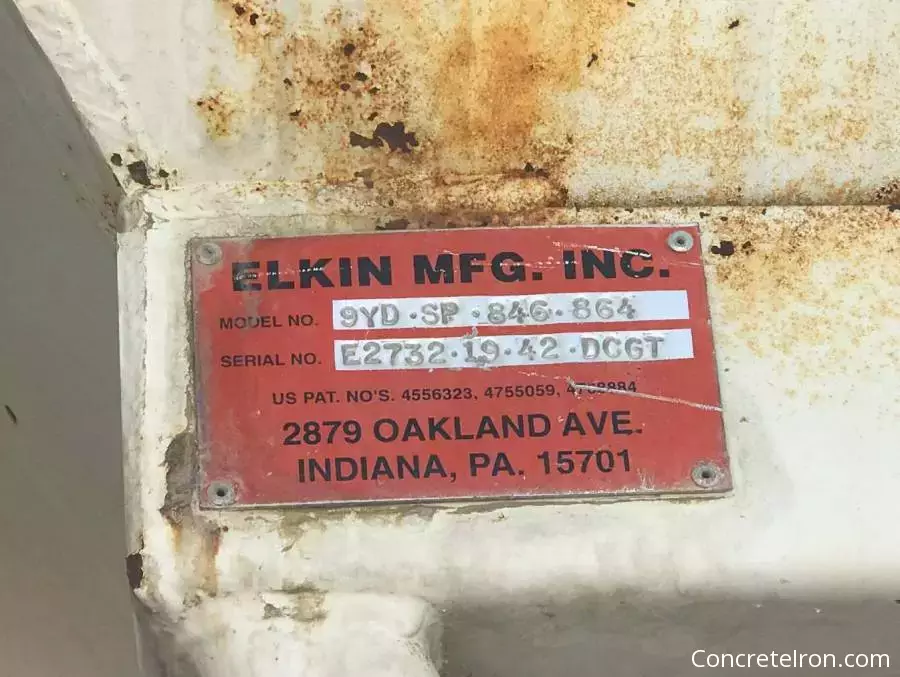 ELKIN MFG. INC.
MODEL NO. 9YD·SP·846·864
SERIAL NO. E2732·19·42·DCGT
US PAT. NO'S. 4556323, 4755059,
2879 OAKLAND AVE.
INDIANA, PA. 15701
ConcreteIron.com